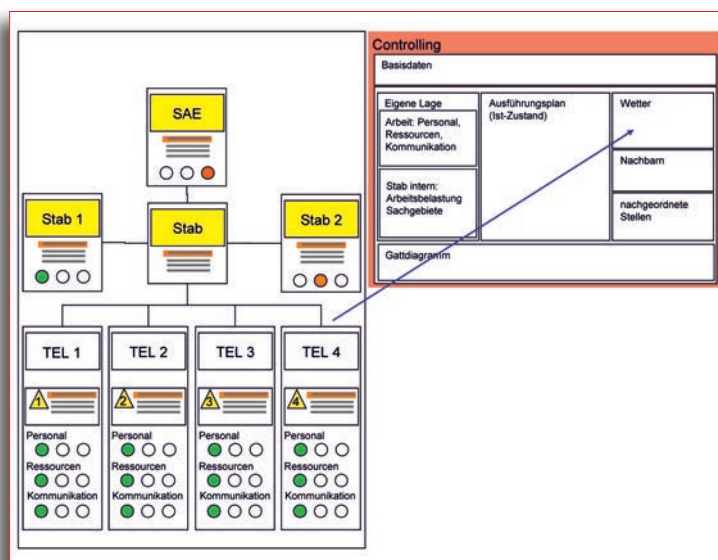 SAE
Stab 1
Stab
Stab 2
TEL 1
TEL 2
TEL 3
TEL 4
1
2
3
4
Personal
Personal
Personal
Personal
Ressourcen
Ressourcen
Ressourcen
Ressourcen
Kommunikation
Kommunikation
Kommunikation
Kommunikation
Controlling
Basisdaten
Eigene Lage
Arbeit: Personal,
Ressourcen,
Kommunikation
Stab intern:
Arbeitsbelastung
Sachgebiete
Ausführungsplan
(Ist-Zustand)
Wetter
Nachbarn
nachgeordnete
Stellen
Gattdiagramm